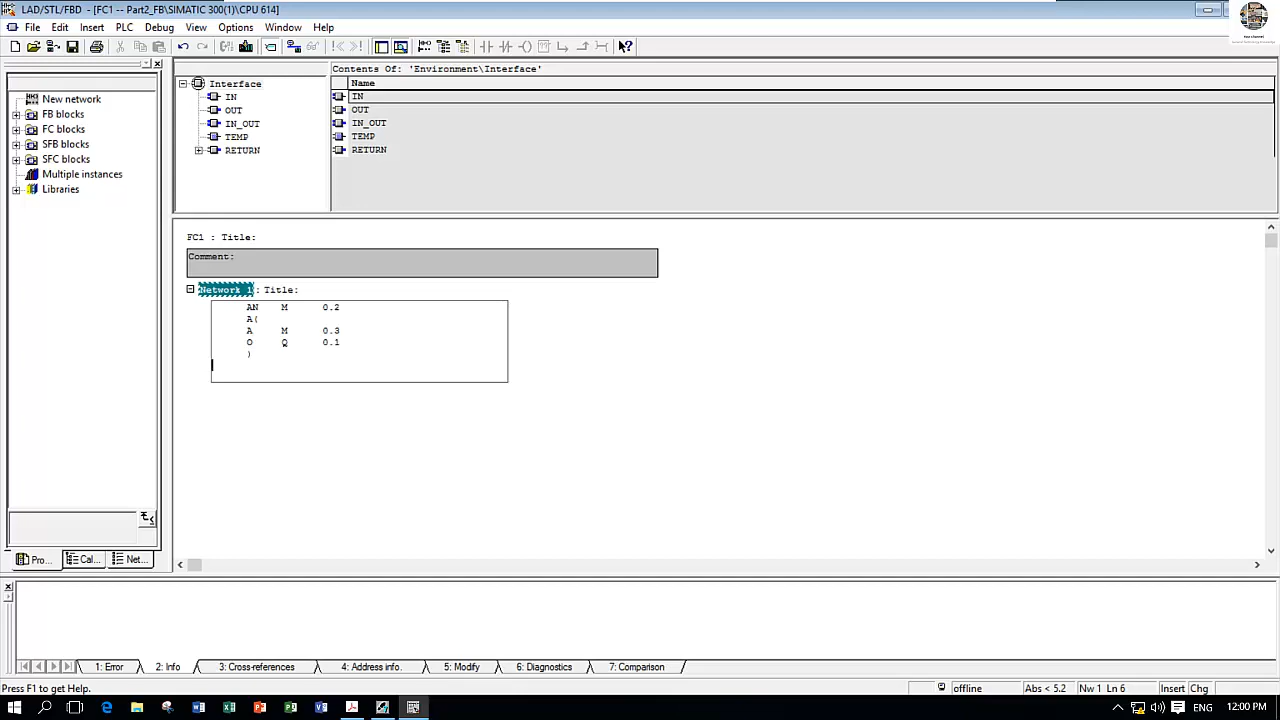 LAD/STL/FBD - [FC1 -- Part2_FB\SIMATIC 300(1)\CPU 614]
File Edit Insert PLC Debug View Options Window Help
New network
FB blocks
FC blocks
SFB blocks
SFC blocks
Multiple instances
Libraries
Pro... Cal... Net...
Interface
IN
OUT
IN_OUT
TEMP
RETURN
Contents Of: 'Environment\Interface'
Name
IN
OUT
IN_OUT
TEMP
RETURN
FC1 : Title:
Comment:
Network 1: Title:
AN M 0.2
A(
A M 0.3
O Q 0.1
)
1: Error 2: Info 3: Cross-references 4: Address info. 5: Modify 6: Diagnostics 7: Comparison
Press F1 to get Help.
offline Abs < 5.2 Nw 1 Ln 6 Insert Chg
ENG 12:00 PM